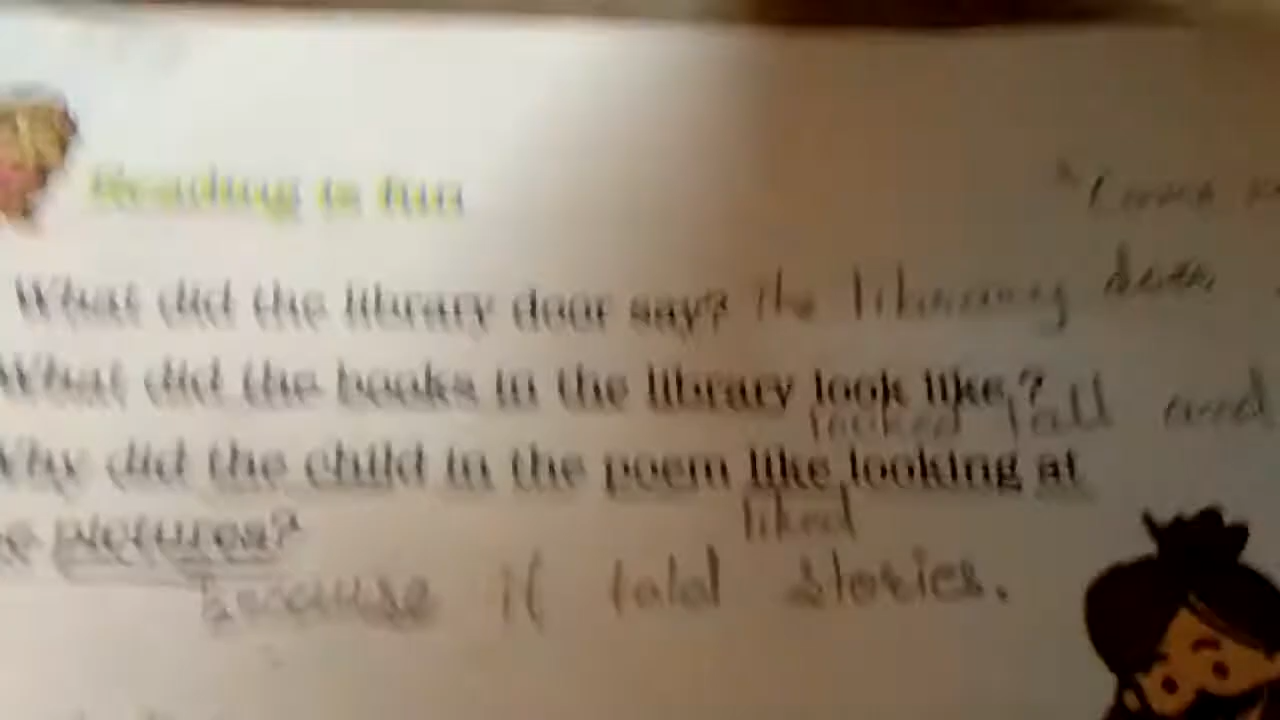 Reading is fun
What did the library door say? the library door
What did the books in the library look like?
looked tall and
Why did the child in the poem like looking at
liked
pictures?
because it told stories.